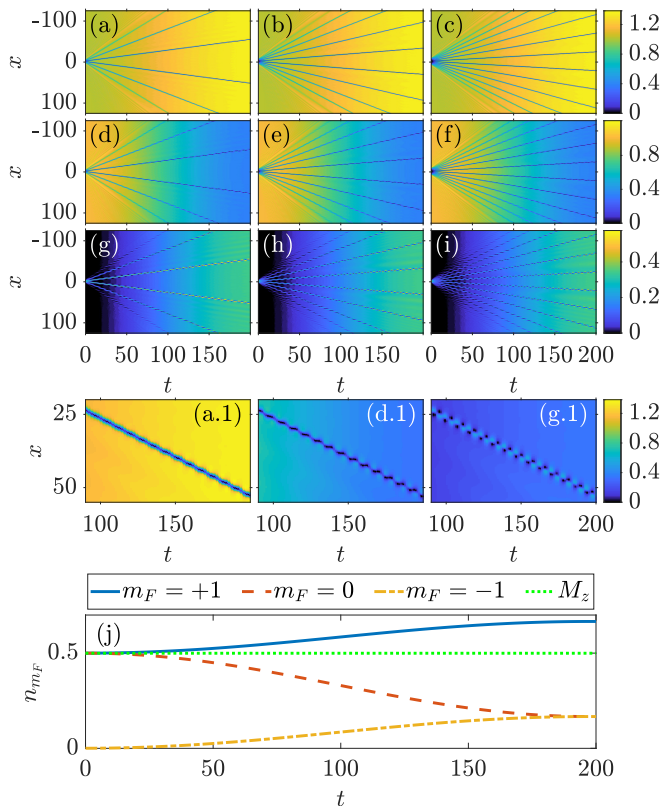 (a) (b) (c)
-100 0 100 x
1.2 0.8 0.4 0
(d) (e) (f)
-100 0 100 x
1.2 0.8 0.4 0
(g) (h) (i)
-100 0 100 x
0.4 0.2 0
0 50 100 150 0 50 100 150 0 50 100 150 200
t t t
(a.1) (d.1) (g.1)
25 50 x
1.2 0.8 0.4 0
100 150 100 150 100 150 200
t t t
m_F = +1 m_F = 0 m_F = −1 M_z
(j)
0.5 0 n_{m_F}
0 50 100 150 200
t